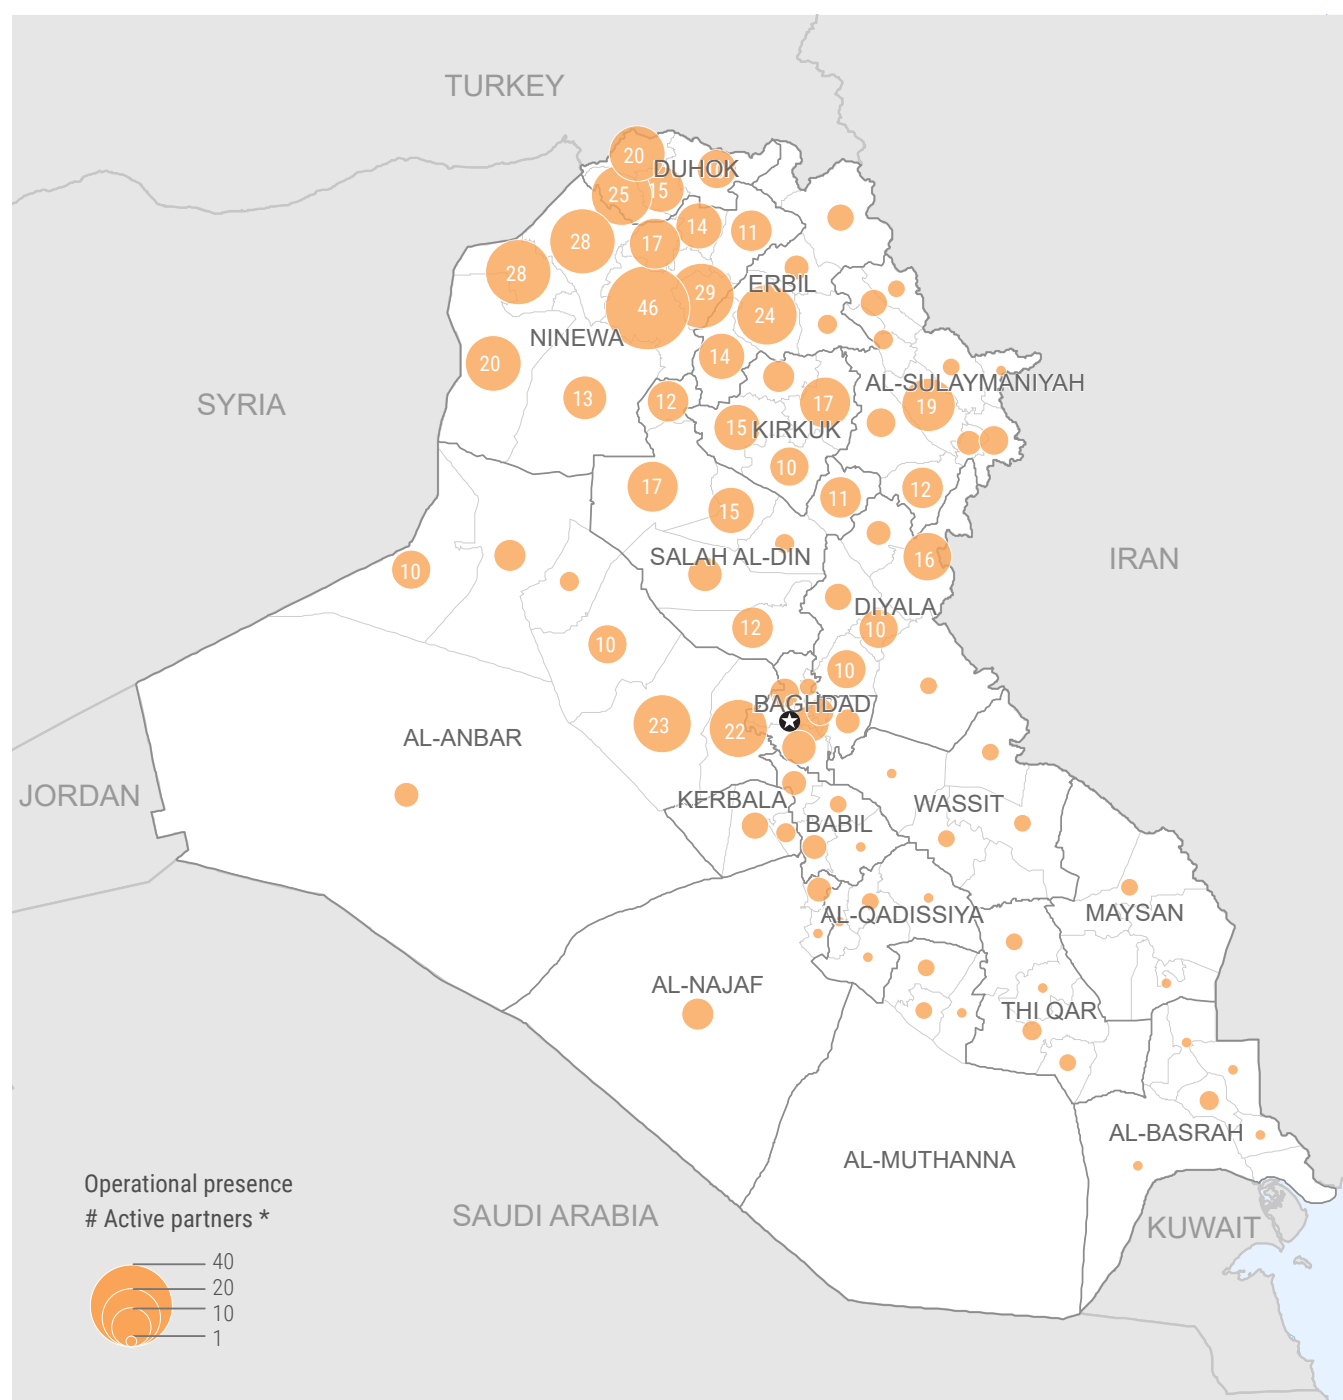 TURKEY
20
DUHOK
25
15
14
11
17
28
28
29
ERBIL
46
24
NINEWA
14
20
AL-SULAYMANIYAH
SYRIA
13
12
17
19
15
KIRKUK
10
17
11
12
15
SALAH AL-DIN
16
IRAN
10
DIYALA
12
10
10
10
BAGHDAD
23
22
AL-ANBAR
JORDAN
KERBALA
WASSIT
BABIL
AL-QADISSIYA
MAYSAN
AL-NAJAF
THI QAR
AL-BASRAH
AL-MUTHANNA
Operational presence
# Active partners *
SAUDI ARABIA
KUWAIT
40
20
10
1